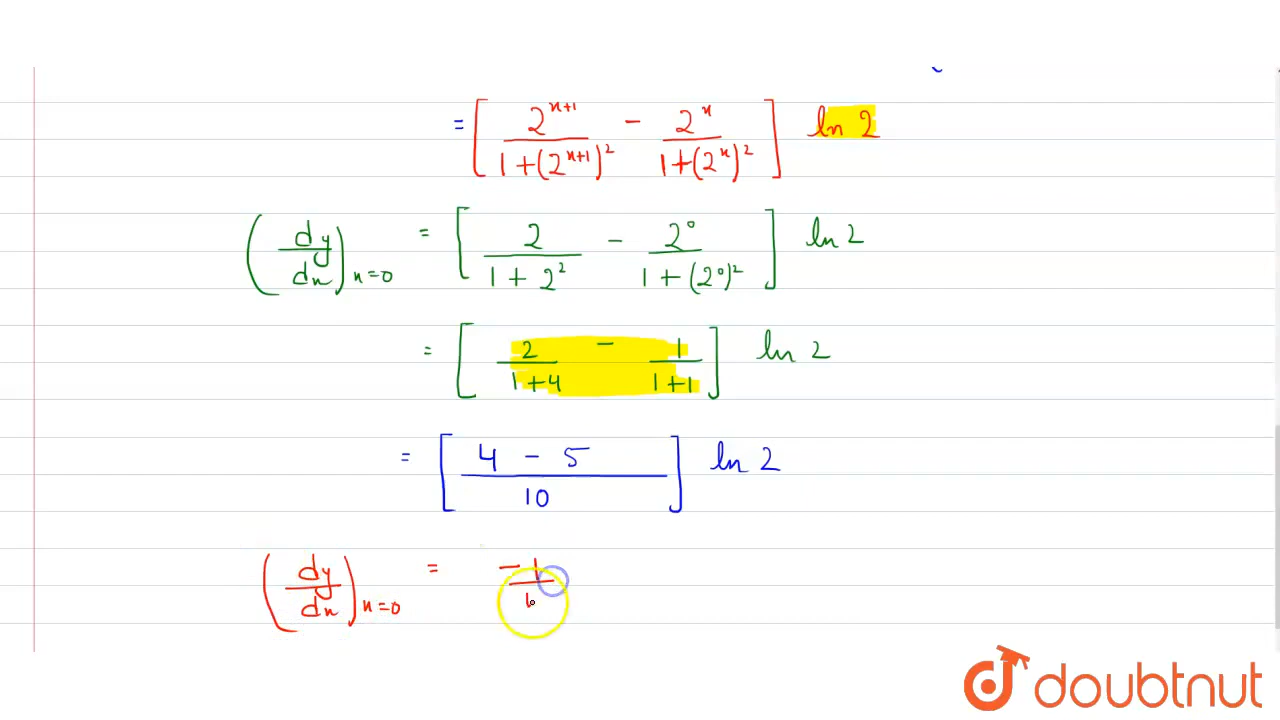 = [ 2^(x+1) / (1+(2^(x+1))^2) − 2^x / (1+(2^x)^2) ] ln 2
(dy/dx)_(x=0) = [ 2 / (1+2^2) − 2^0 / (1+(2^0)^2) ] ln 2
= [ 2 / (1+4) − 1 / (1+1) ] ln 2
= [ (4 − 5) / 10 ] ln 2
(dy/dx)_(x=0) = −1 / 1
doubtnut